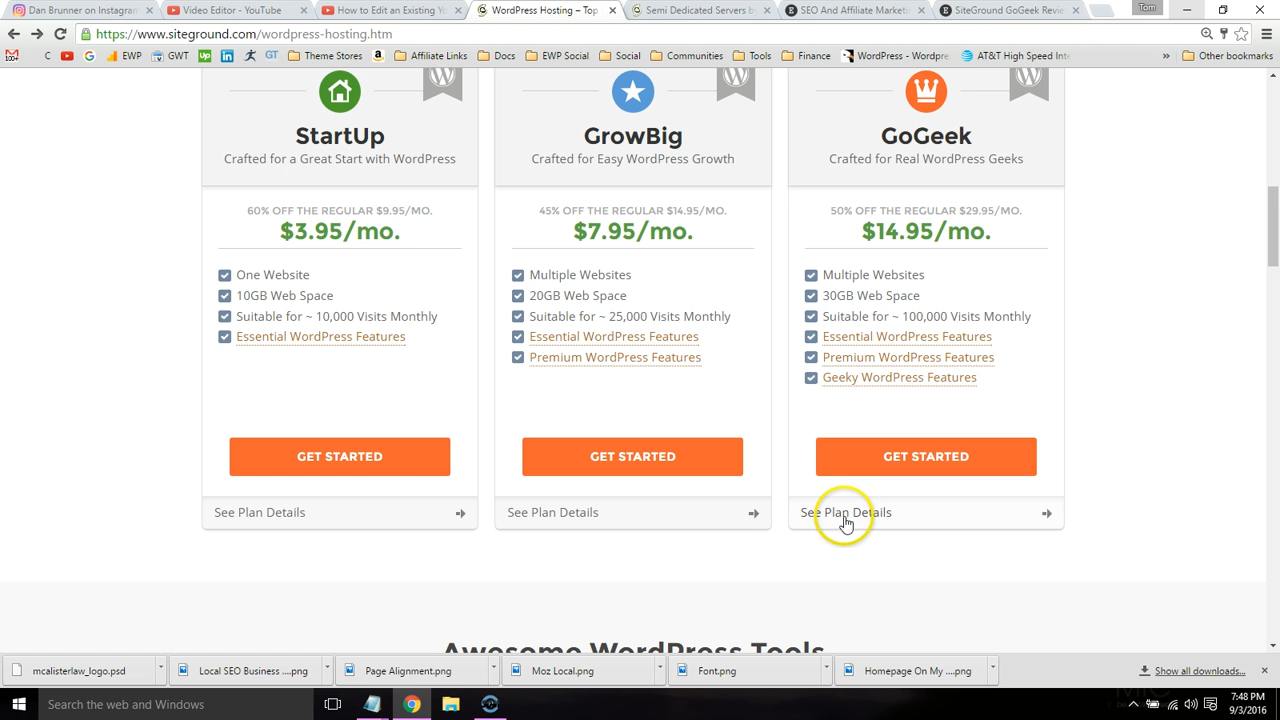 Dan Brunner on Instagram
Video Editor - YouTube
How to Edit an Existing Yo
WordPress Hosting – Top
Semi Dedicated Servers by
SEO And Affiliate Market
SiteGround GoGeek Revie
Tom
https://www.siteground.com/wordpress-hosting.htm
C
G
EWP
GWT
Up
in
GT
Theme Stores
a
Affiliate Links
Docs
EWP Social
Social
Communities
Tools
Finance
WordPress - Wordpre
AT&T High Speed Inte
»
Other bookmarks
StartUp
Crafted for a Great Start with WordPress
60% OFF THE REGULAR $9.95/MO.
$3.95/mo.
One Website
10GB Web Space
Suitable for ~ 10,000 Visits Monthly
Essential WordPress Features
GET STARTED
See Plan Details
GrowBig
Crafted for Easy WordPress Growth
45% OFF THE REGULAR $14.95/MO.
$7.95/mo.
Multiple Websites
20GB Web Space
Suitable for ~ 25,000 Visits Monthly
Essential WordPress Features
Premium WordPress Features
GET STARTED
See Plan Details
GoGeek
Crafted for Real WordPress Geeks
50% OFF THE REGULAR $29.95/MO.
$14.95/mo.
Multiple Websites
30GB Web Space
Suitable for ~ 100,000 Visits Monthly
Essential WordPress Features
Premium WordPress Features
Geeky WordPress Features
GET STARTED
See Plan Details
Awesome WordPress Tools
mcalisterlaw_logo.psd
Local SEO Business ....png
Page Alignment.png
Moz Local.png
Font.png
Homepage On My ....png
Show all downloads...
Search the web and Windows
7:48 PM
9/3/2016